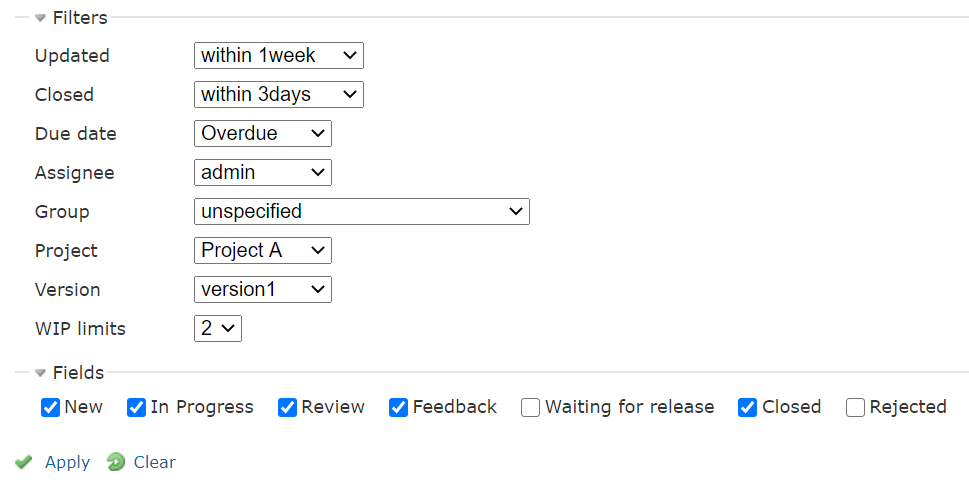 Filters
Updated within 1week
Closed within 3days
Due date Overdue
Assignee admin
Group unspecified
Project Project A
Version version1
WIP limits 2
Fields
New In Progress Review Feedback Waiting for release Closed Rejected
Apply Clear